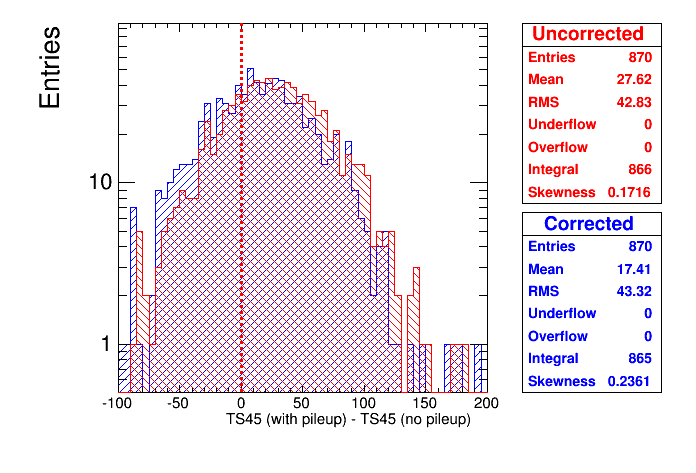 Entries
10
1
-100 -50 0 50 100 150 200
TS45 (with pileup) - TS45 (no pileup)
Uncorrected
Entries 870
Mean 27.62
RMS 42.83
Underflow 0
Overflow 0
Integral 866
Skewness 0.1716
Corrected
Entries 870
Mean 17.41
RMS 43.32
Underflow 0
Overflow 0
Integral 865
Skewness 0.2361